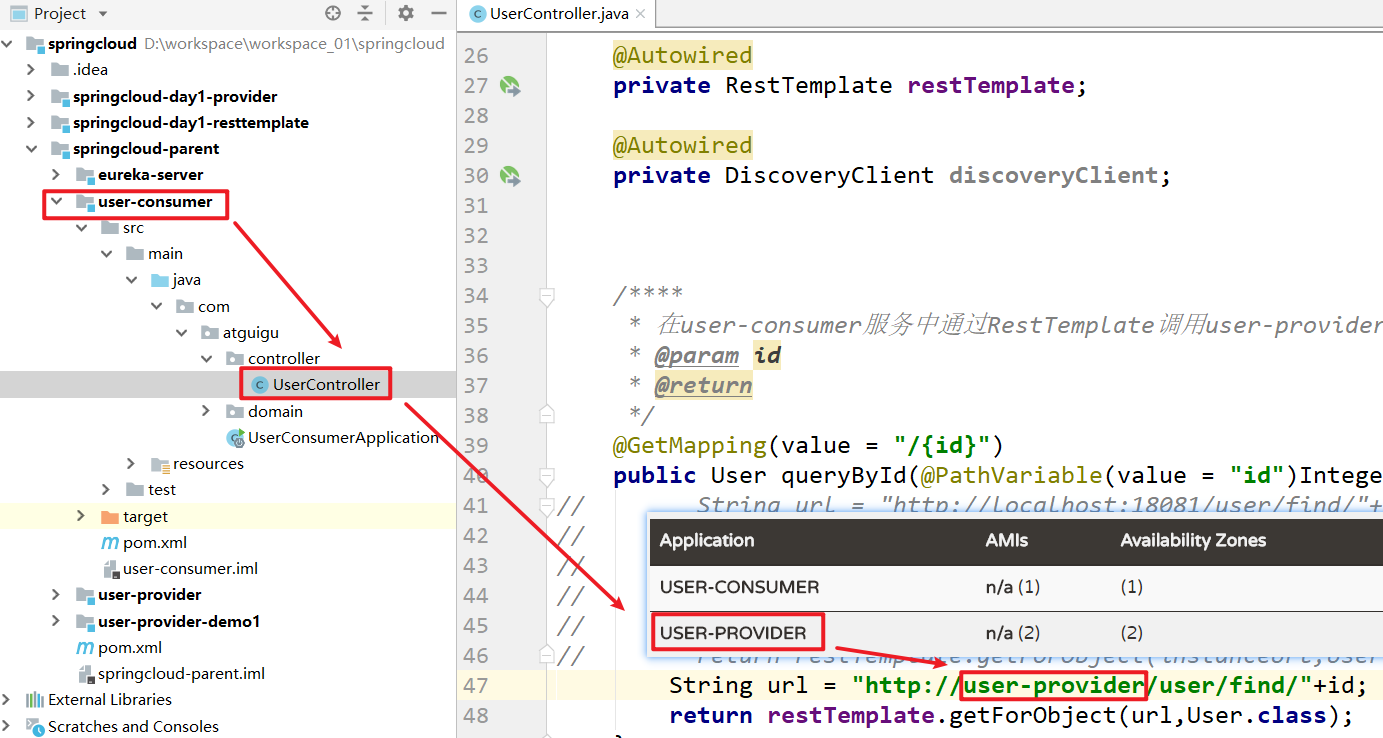 Project
springcloud D:\workspace\workspace_01\springcloud
.idea
springcloud-day1-provider
springcloud-day1-resttemplate
springcloud-parent
eureka-server
user-consumer
src
main
java
com
atguigu
controller
UserController
domain
UserConsumerApplication
resources
test
target
pom.xml
user-consumer.iml
user-provider
user-provider-demo1
pom.xml
springcloud-parent.iml
External Libraries
Scratches and Consoles
UserController.java
26 @Autowired
27 private RestTemplate restTemplate;
28
29 @Autowired
30 private DiscoveryClient discoveryClient;
31
32
33
34 /****
35 * 在user-consumer服务中通过RestTemplate调用user-provider
36 * @param id
37 * @return
38 */
39 @GetMapping(value = "/{id}")
40 public User queryById(@PathVariable(value = "id")Intege
41 // String url = "http://localhost:18081/user/find/"+
42 //
43 //
44 //
45 //
46 // return restTemplate.getForObject(instanceUrl,User
47 String url = "http://user-provider/user/find/"+id;
48 return restTemplate.getForObject(url,User.class);
Application AMIs Availability Zones
USER-CONSUMER n/a (1) (1)
USER-PROVIDER n/a (2) (2)